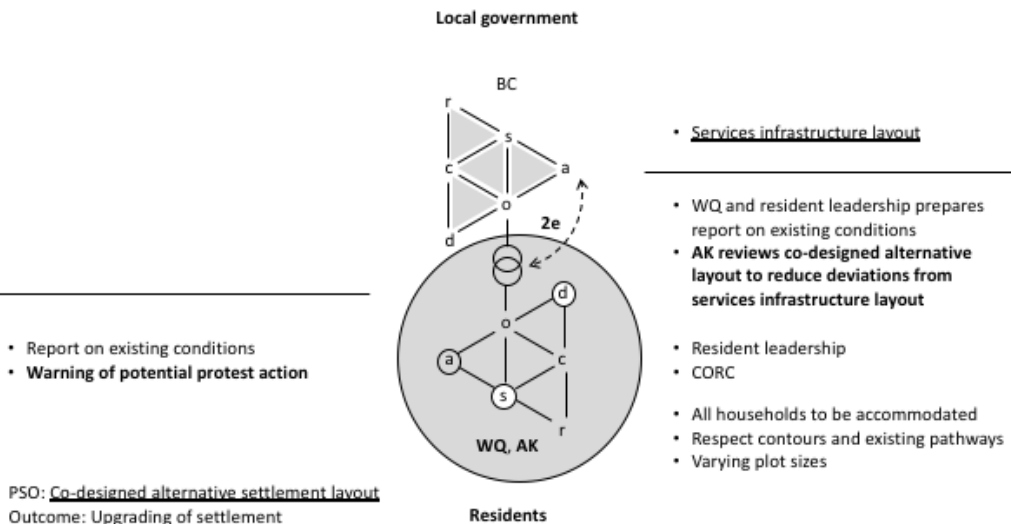 Local government
BC
r
s
• Services infrastructure layout
c
a
o
• WQ and resident leadership prepares
report on existing conditions
2e
d
• AK reviews co-designed alternative
layout to reduce deviations from
services infrastructure layout
d
o
• Report on existing conditions
• Warning of potential protest action
• Resident leadership
• CORC
a
c
s
• All households to be accommodated
• Respect contours and existing pathways
• Varying plot sizes
r
WQ, AK
PSO: Co-designed alternative settlement layout
Outcome: Upgrading of settlement
Residents